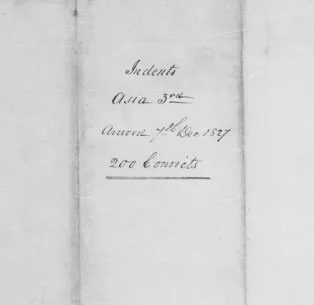 Indents
Asia 3rd
Arrived 7th Dec. 1827
200 Convicts